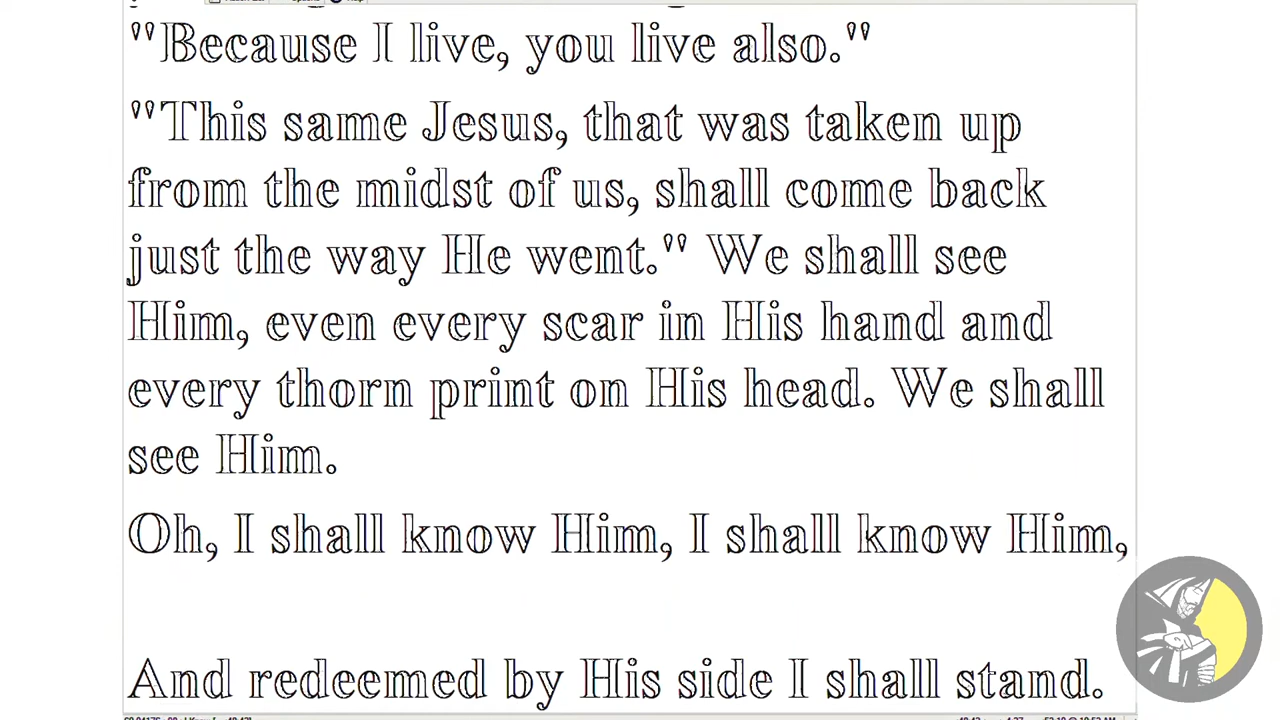 "Because I live, you live also."
"This same Jesus, that was taken up
from the midst of us, shall come back
just the way He went." We shall see
Him, even every scar in His hand and
every thorn print on His head. We shall
see Him.
Oh, I shall know Him, I shall know Him,
And redeemed by His side I shall stand.